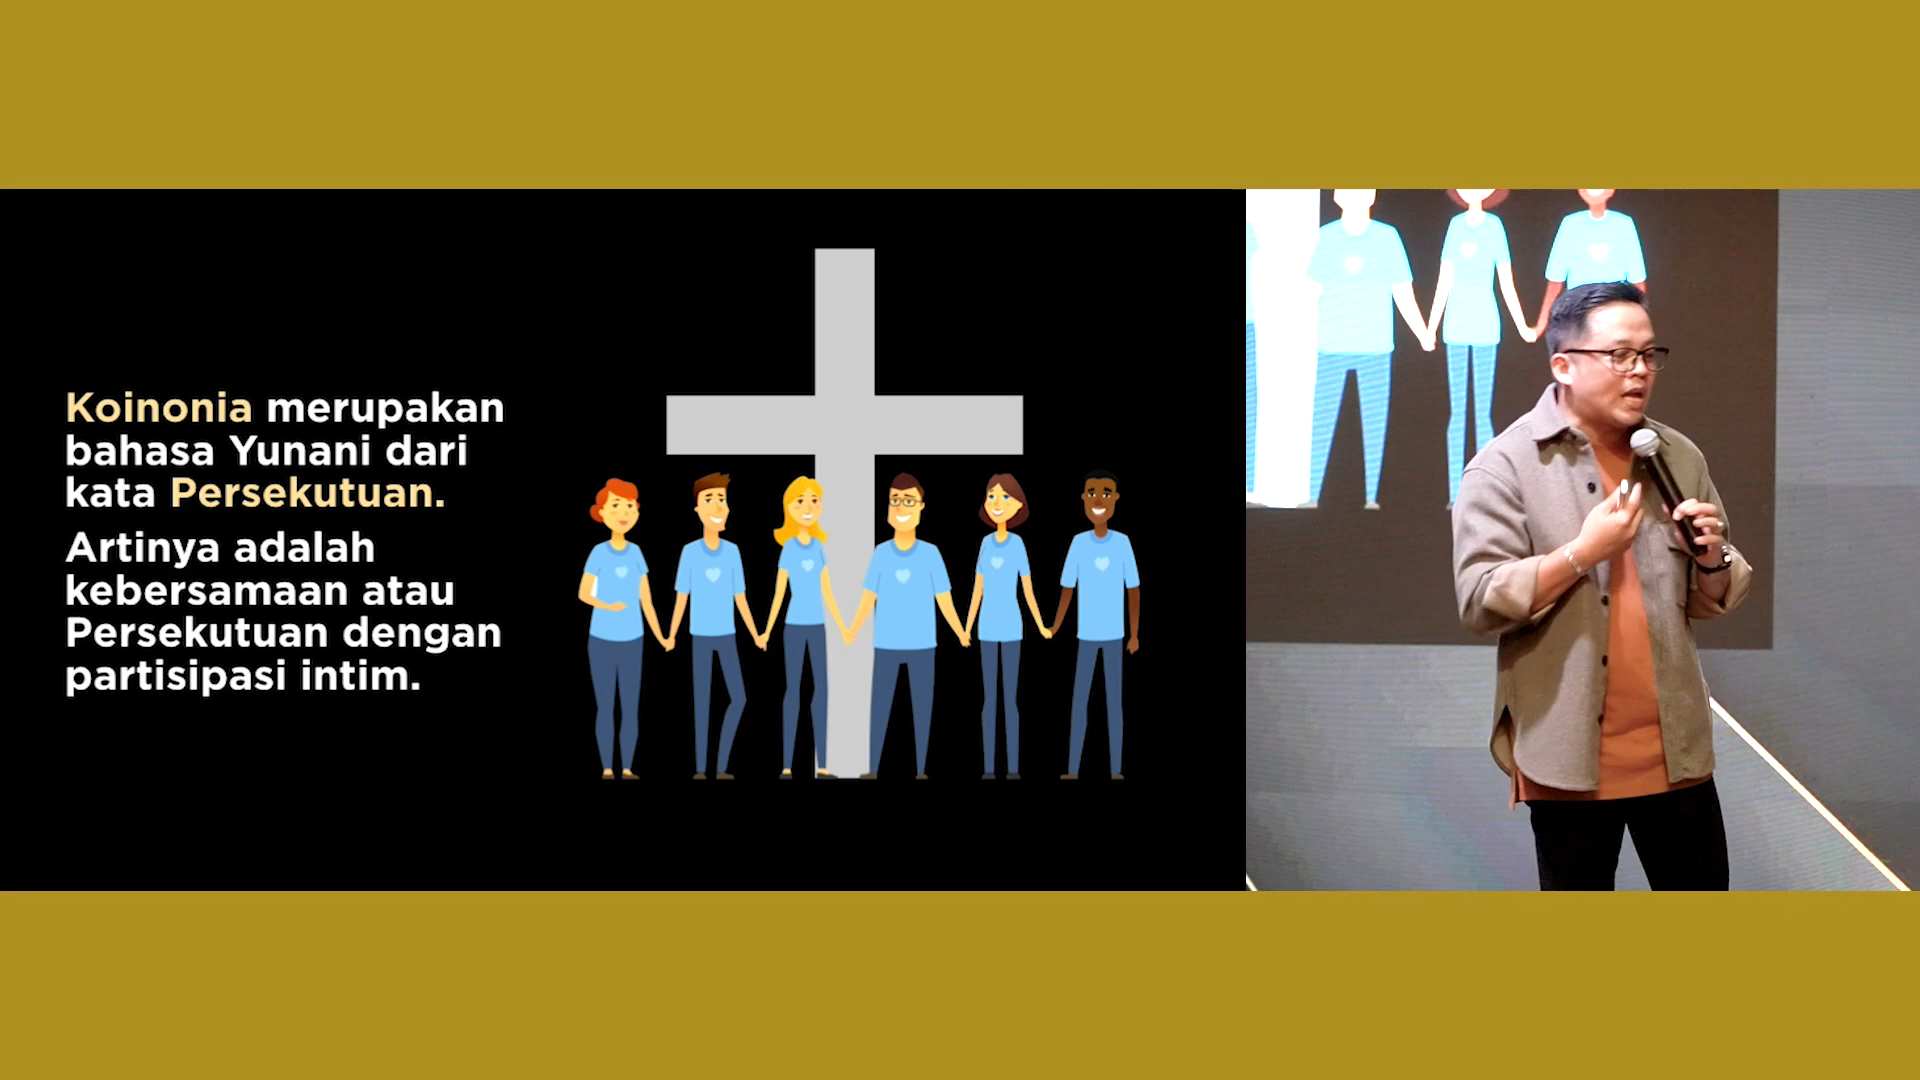 Koinonia merupakan
bahasa Yunani dari
kata Persekutuan.
Artinya adalah
kebersamaan atau
Persekutuan dengan
partisipasi intim.